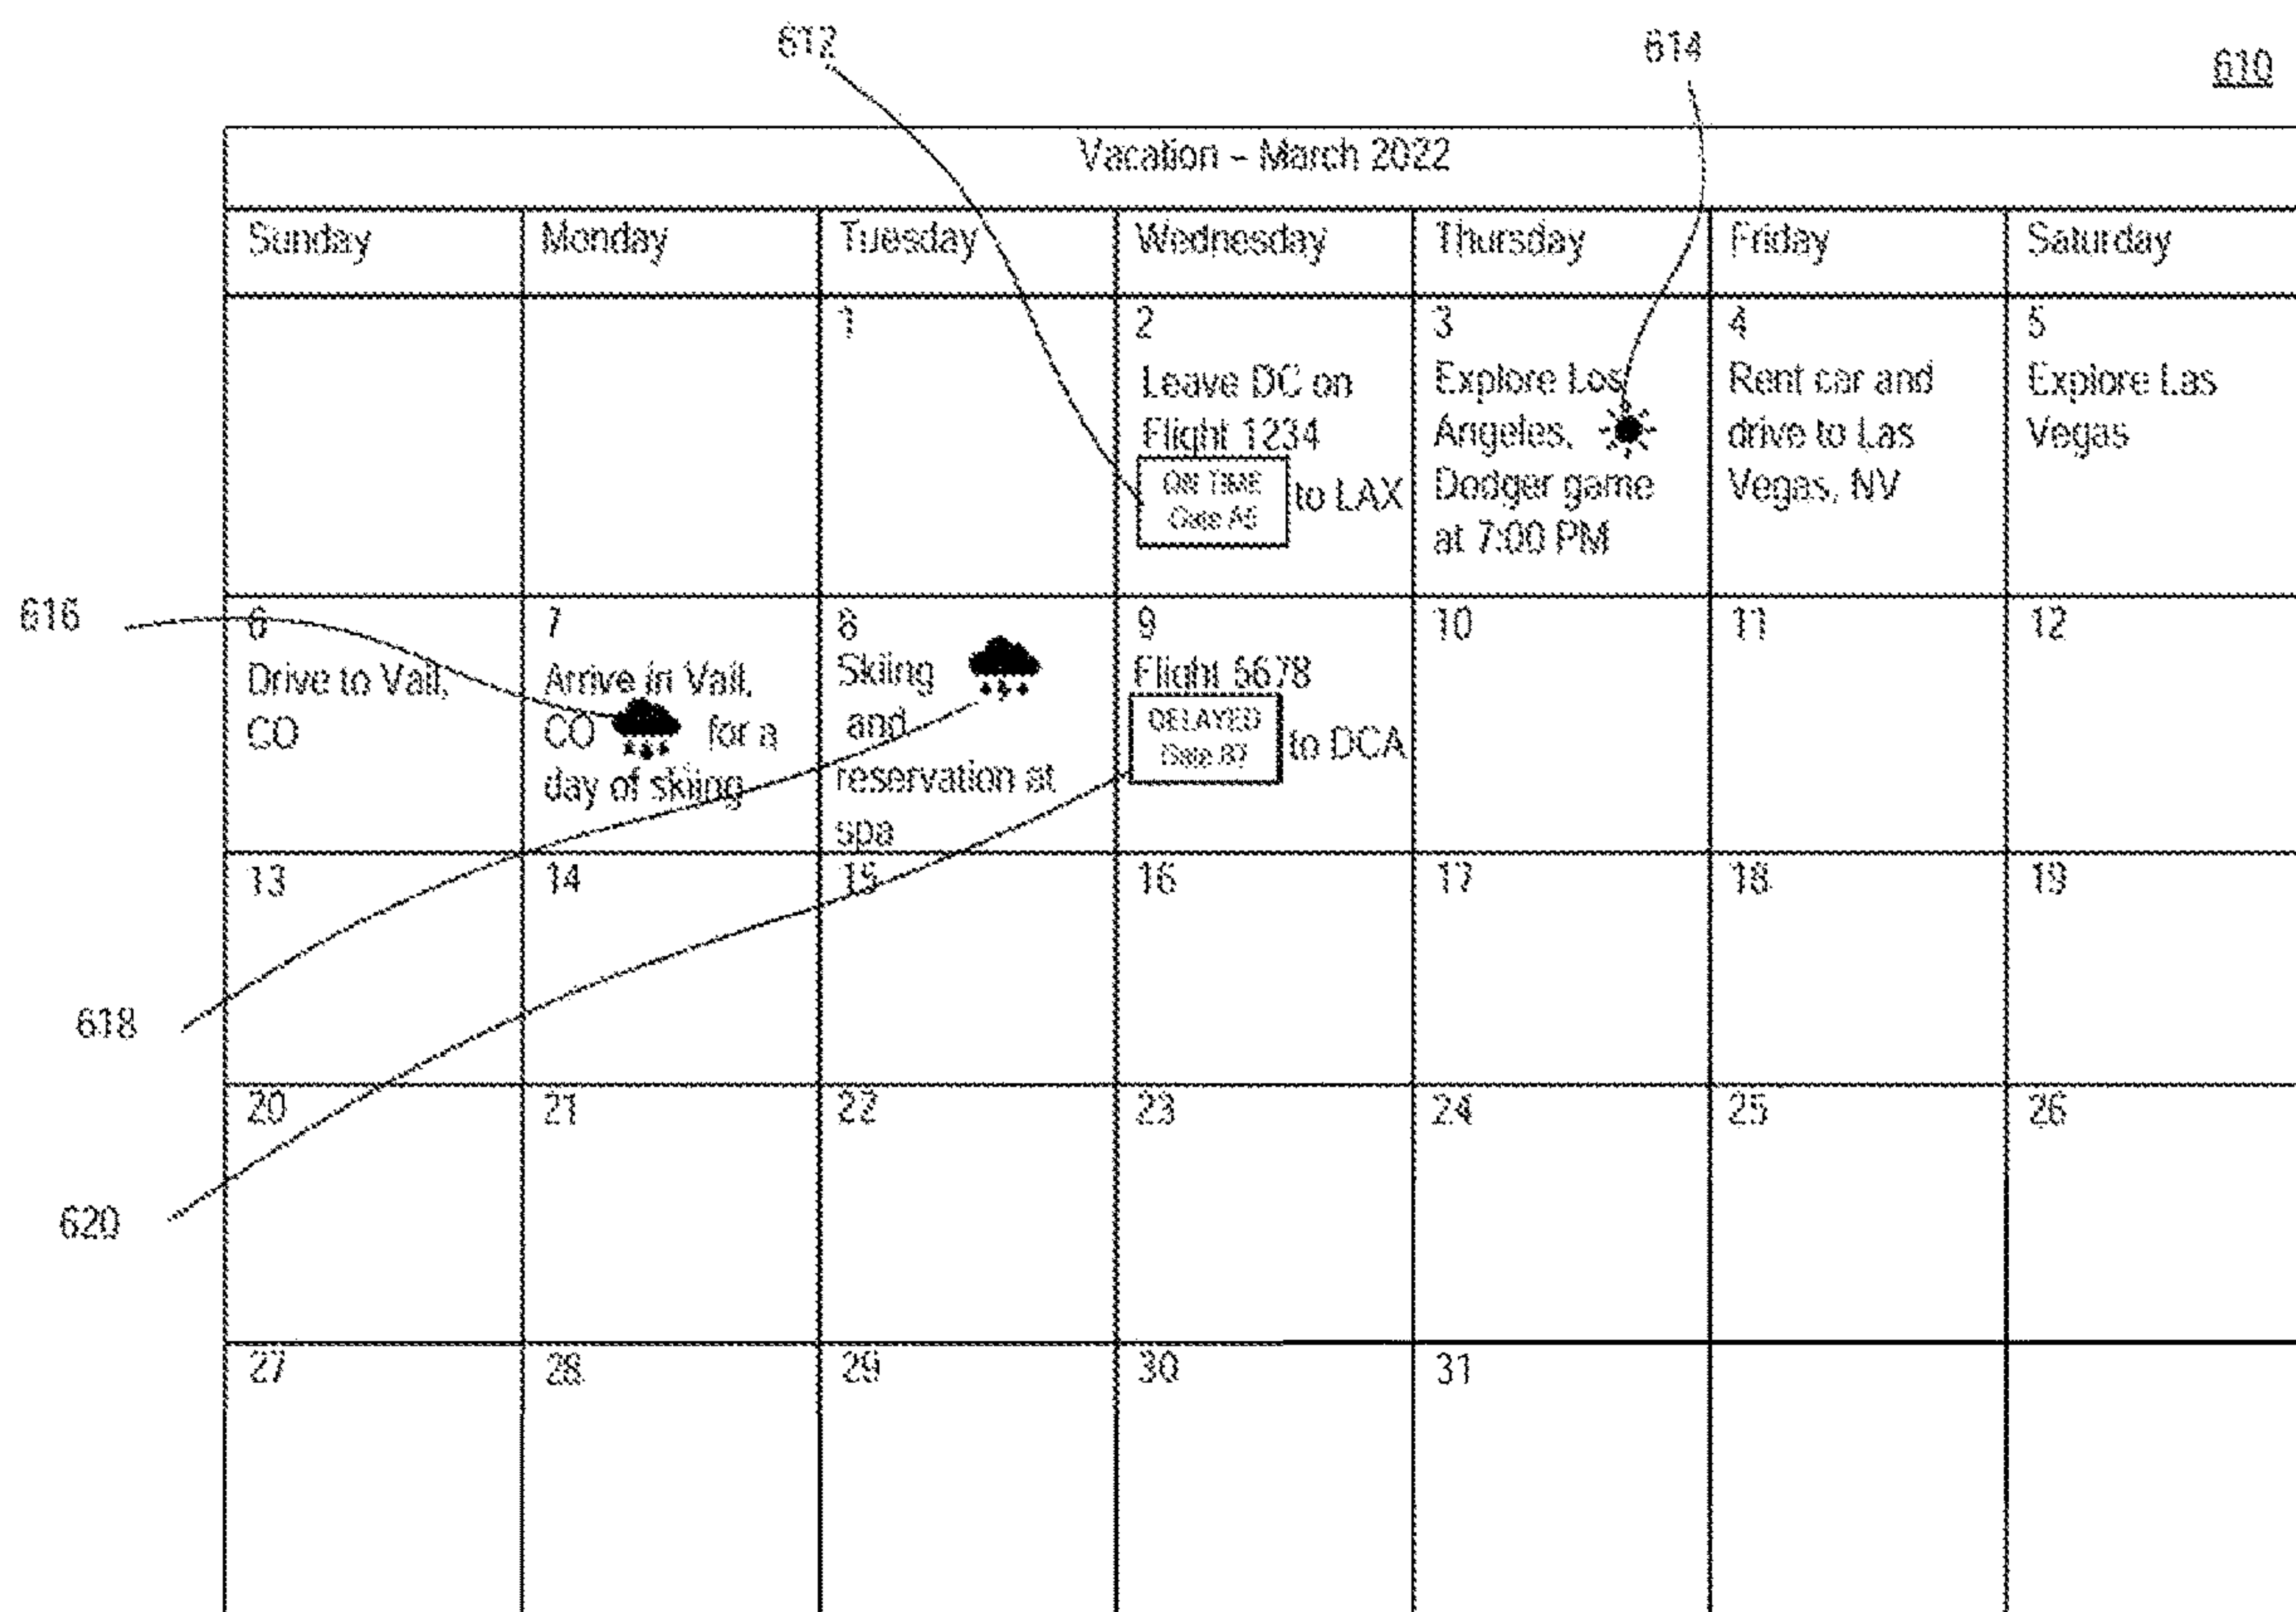 612
614
610
Vacation – March 2022
Sunday Monday Tuesday Wednesday Thursday Friday Saturday
1 2 3 4 5
Leave DC on
Flight 1234
ON TIME
Gate A5
to LAX
Explore Los
Angeles,
Dodger game
at 7:00 PM
Rent car and
drive to Las
Vegas, NV
Explore Las
Vegas
616
6 7 8 9 10 11 12
Drive to Vail,
CO
Arrive in Vail,
CO for a
day of skiing
Skiing
and
reservation at
spa
Flight 5678
DELAYED
Gate B7
to DCA
13 14 15 16 17 18 19
618
20 21 22 23 24 25 26
620
27 28 29 30 31